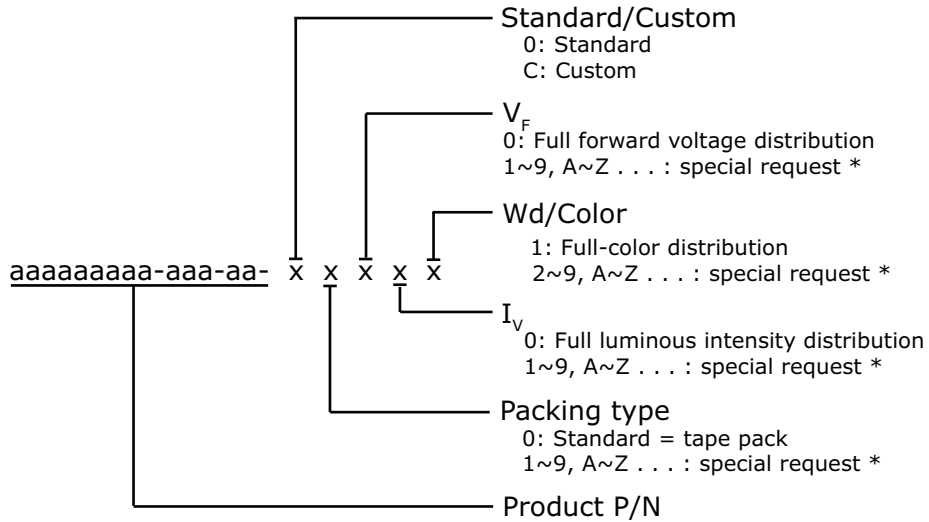 Standard/Custom
0: Standard
C: Custom
VF
0: Full forward voltage distribution
1~9, A~Z . . . : special request *
Wd/Color
1: Full-color distribution
2~9, A~Z . . . : special request *
aaaaaaaaa-aaa-aa- x x x x x
IV
0: Full luminous intensity distribution
1~9, A~Z . . . : special request *
Packing type
0: Standard = tape pack
1~9, A~Z . . . : special request *
Product P/N